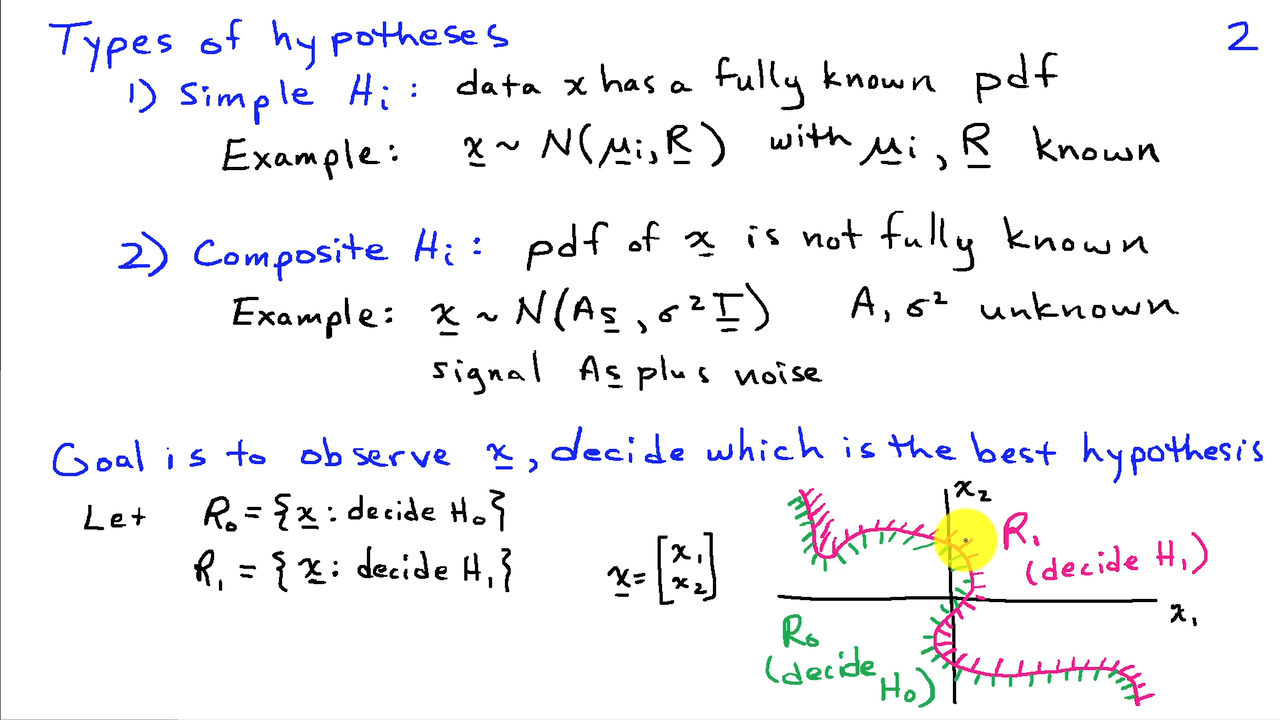 Types of hypotheses
2
1) Simple Hi: data x has a fully known pdf
Example: x ~ N(μi, R) with μi, R known
2) Composite Hi: pdf of x is not fully known
Example: x ~ N(As, σ²I) A, σ² unknown
signal As plus noise
Goal is to observe x, decide which is the best hypothesis
Let R₀ = {x: decide H₀}
R₁ = {x: decide H₁}
x = [x₁
x₂]
x₂
R₁
(decide H₁)
x₁
R₀
(decide
H₀)